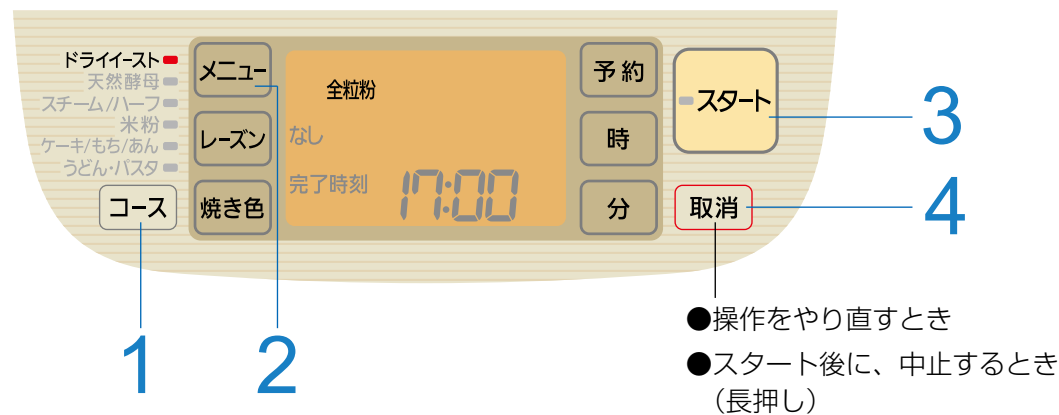 ドライイースト
天然酵母
スチーム/ハーフ
米粉
ケーキ/もち/あん
うどん・パスタ
コース
メニュー
レーズン
焼き色
全粒粉
なし
完了時刻 17:00
予約
時
分
スタート
取消
1
2
3
4
●操作をやり直すとき
●スタート後に、中止するとき
（長押し）